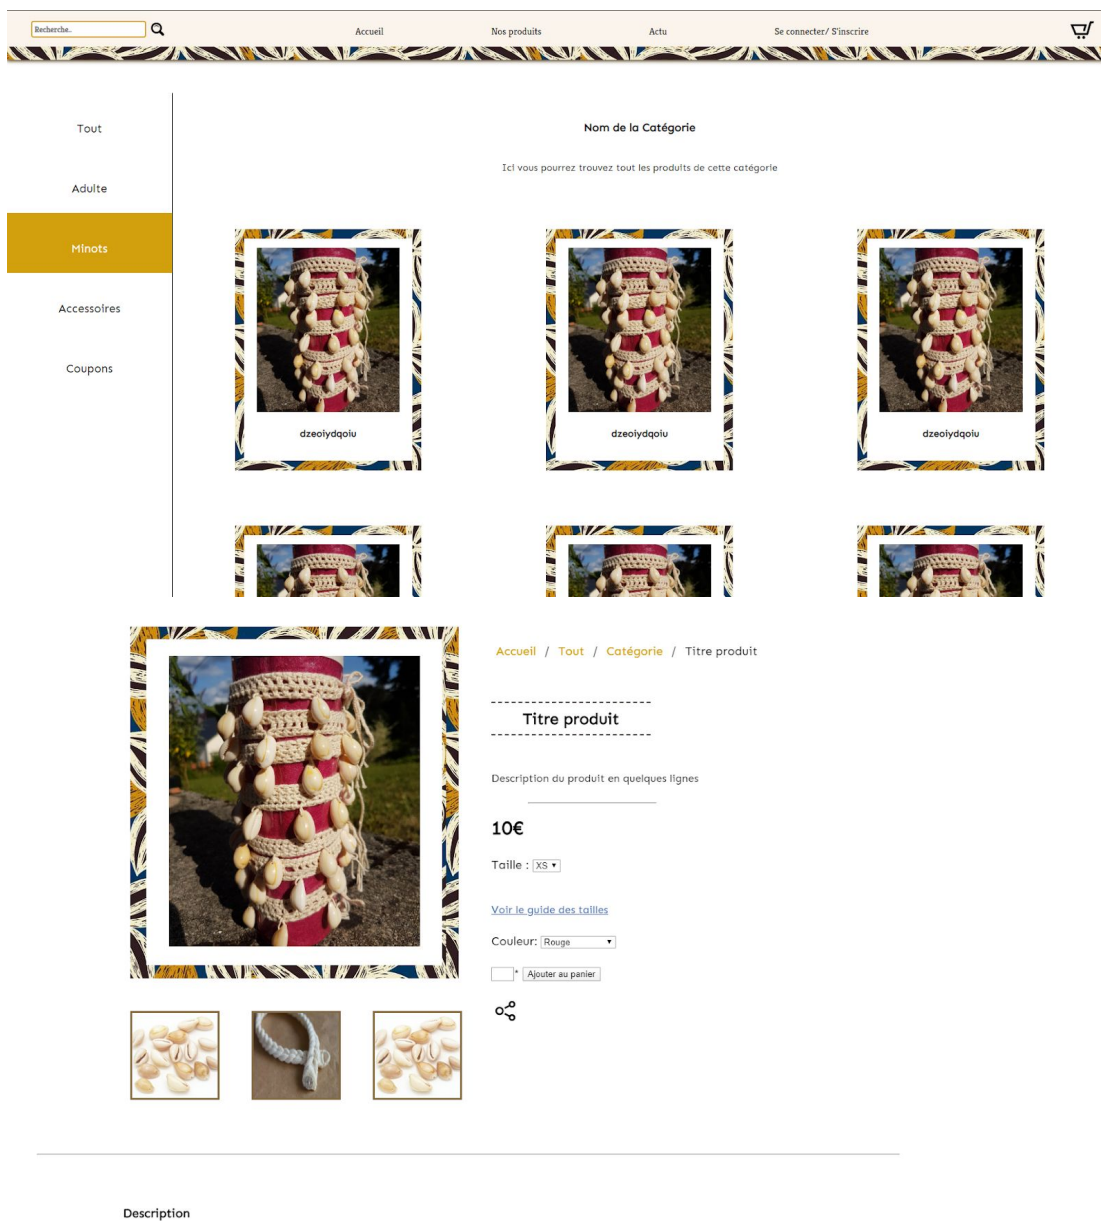 Recherche..
Accueil
Nos produits
Actu
Se connecter/ S'inscrire
Tout
Adulte
Minots
Accessoires
Coupons
Nom de la Catégorie
Ici vous pourrez trouvez tout les produits de cette catégorie
dzeoiydqoiu
dzeoiydqoiu
dzeoiydqoiu
Accueil / Tout / Catégorie / Titre produit
Titre produit
Description du produit en quelques lignes
10€
Taille : XS
Voir le guide des tailles
Couleur: Rouge
* Ajouter au panier
Description